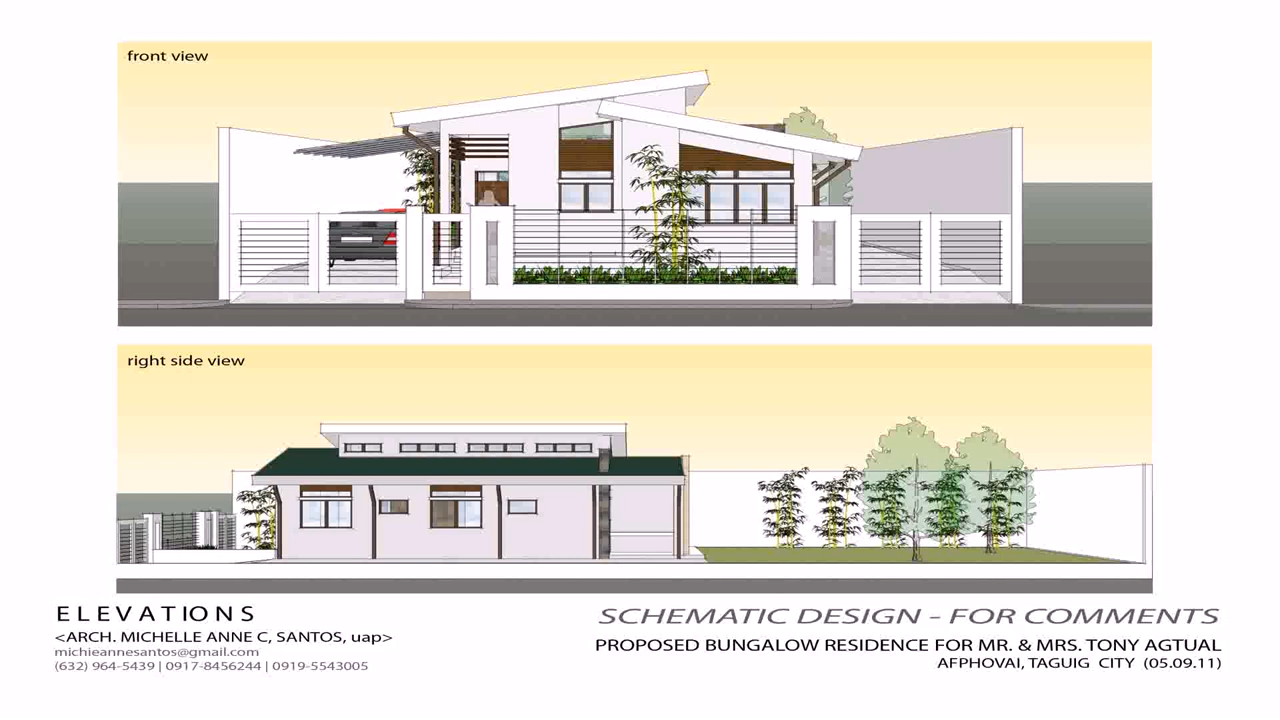 front view
right side view
ELEVATIONS
<ARCH. MICHELLE ANNE C, SANTOS, uap>
michieannesantos@gmail.com
(632) 964-5439 | 0917-8456244 | 0919-5543005
SCHEMATIC DESIGN - FOR COMMENTS
PROPOSED BUNGALOW RESIDENCE FOR MR. & MRS. TONY AGTUAL
AFPHOVAI, TAGUIG CITY (05.09.11)